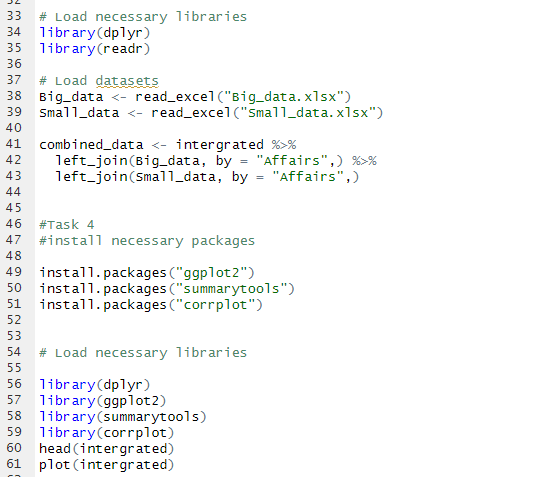 33 # Load necessary libraries
34 library(dplyr)
35 library(readr)
36
37 # Load datasets
38 Big_data <- read_excel("Big_data.xlsx")
39 Small_data <- read_excel("Small_data.xlsx")
40
41 combined_data <- intergrated %>%
42   left_join(Big_data, by = "Affairs",) %>%
43   left_join(Small_data, by = "Affairs",)
44
45
46 #Task 4
47 #install necessary packages
48
49 install.packages("ggplot2")
50 install.packages("summarytools")
51 install.packages("corrplot")
52
53
54 # Load necessary libraries
55
56 library(dplyr)
57 library(ggplot2)
58 library(summarytools)
59 library(corrplot)
60 head(intergrated)
61 plot(intergrated)